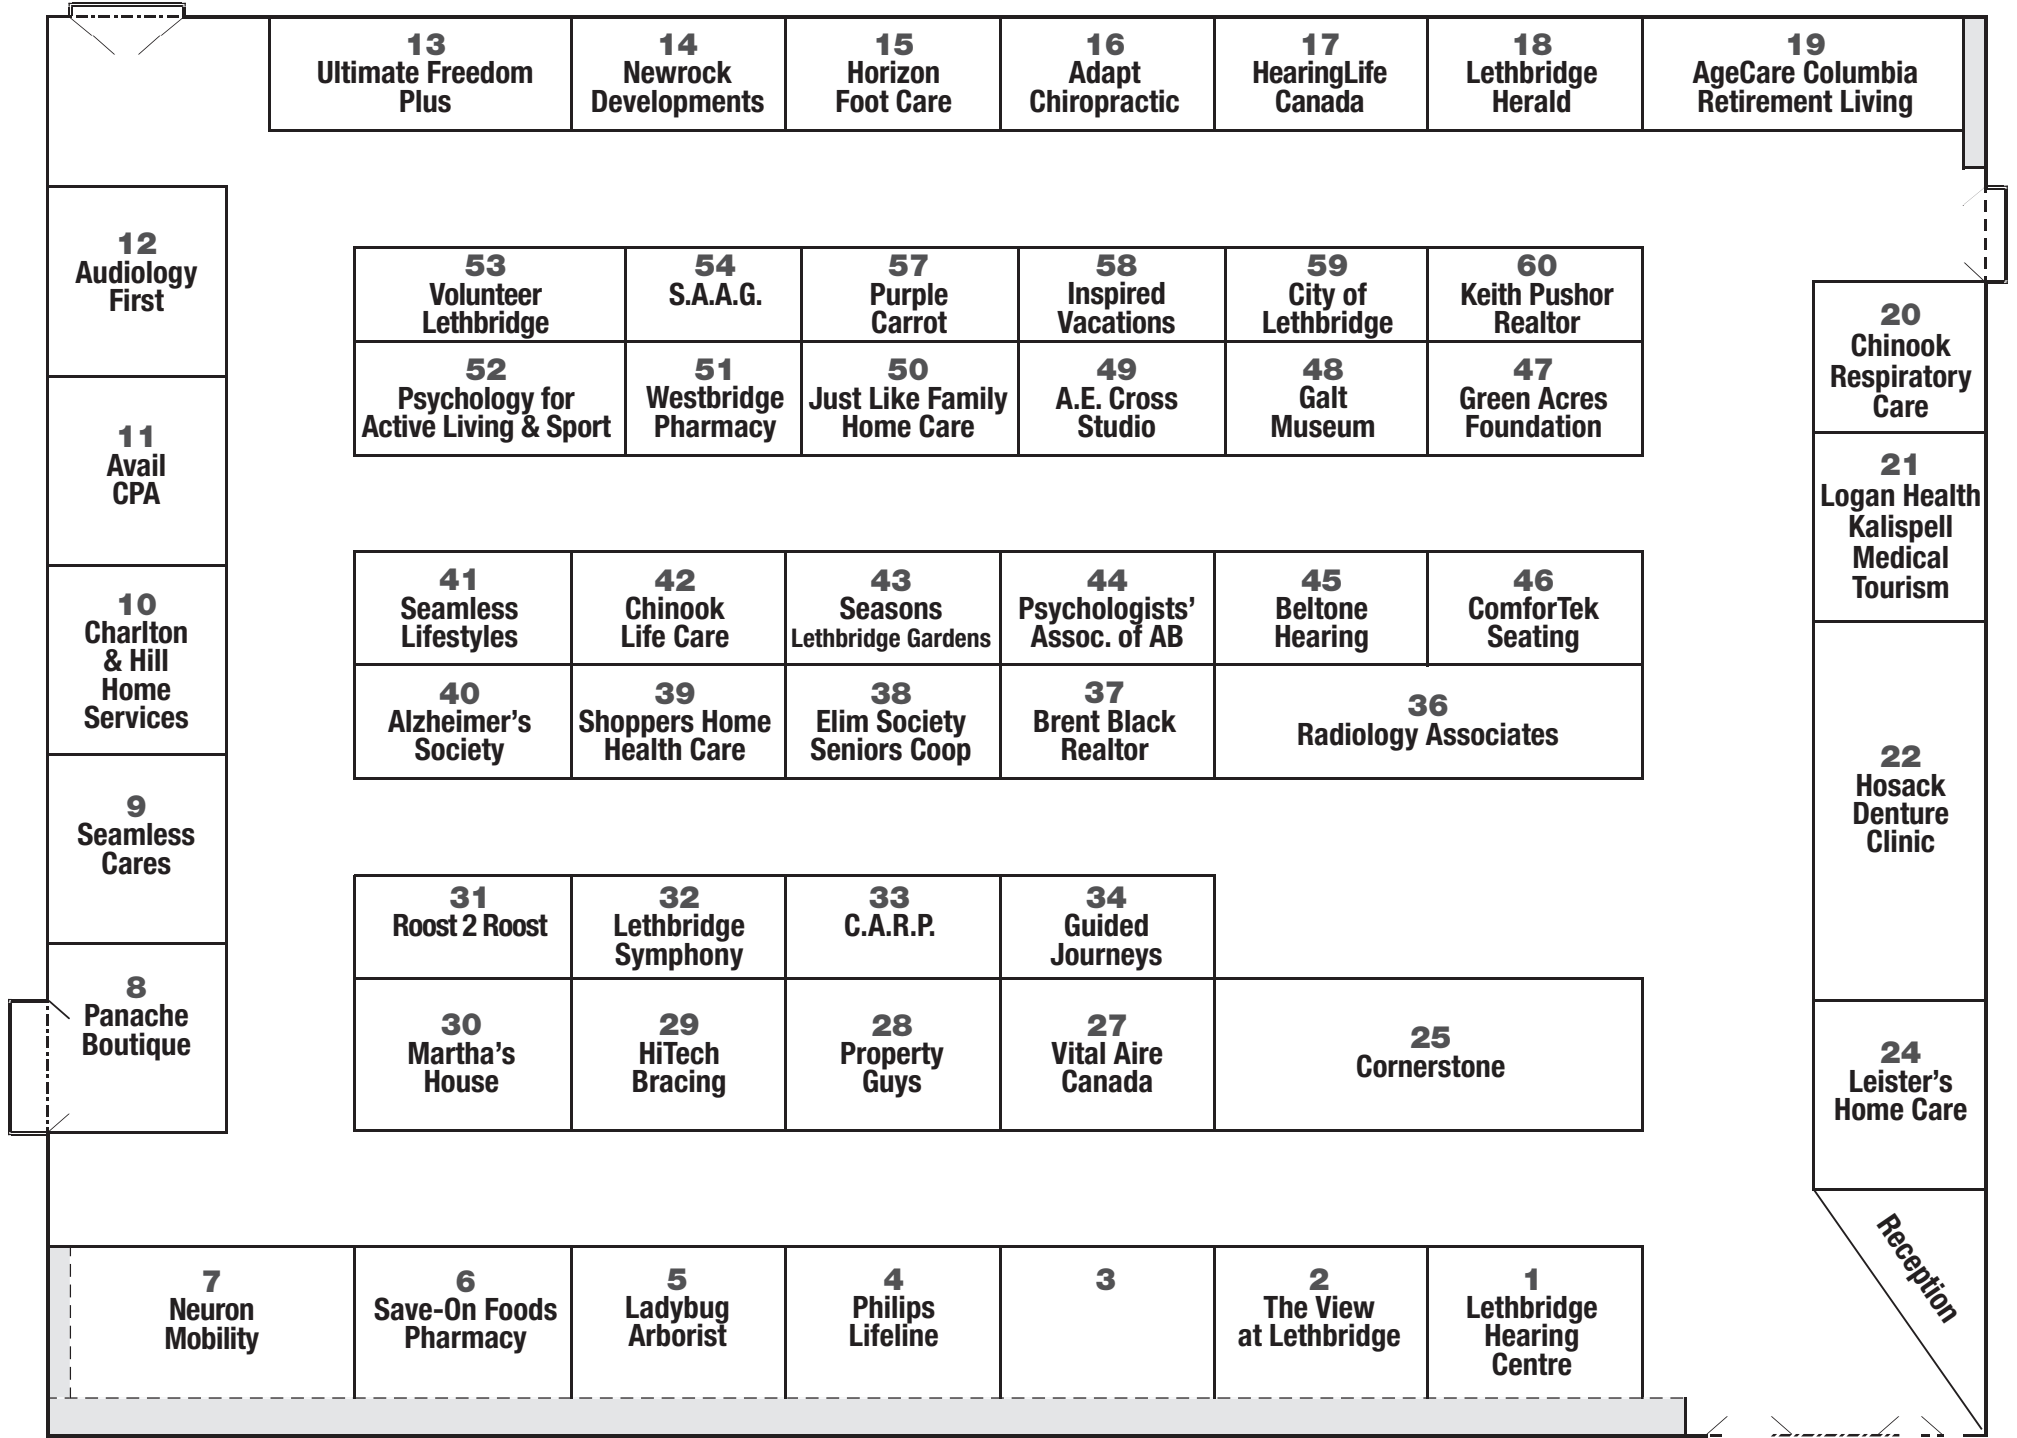 13
Ultimate Freedom
Plus
14
Newrock
Developments
15
Horizon
Foot Care
16
Adapt
Chiropractic
17
HearingLife
Canada
18
Lethbridge
Herald
19
AgeCare Columbia
Retirement Living
12
Audiology
First
11
Avail
CPA
10
Charlton
& Hill
Home
Services
9
Seamless
Cares
8
Panache
Boutique
53
Volunteer
Lethbridge
54
S.A.A.G.
57
Purple
Carrot
58
Inspired
Vacations
59
City of
Lethbridge
60
Keith Pushor
Realtor
52
Psychology for
Active Living & Sport
51
Westbridge
Pharmacy
50
Just Like Family
Home Care
49
A.E. Cross
Studio
48
Galt
Museum
47
Green Acres
Foundation
41
Seamless
Lifestyles
42
Chinook
Life Care
43
Seasons
Lethbridge Gardens
44
Psychologists’
Assoc. of AB
45
Beltone
Hearing
46
ComforTek
Seating
40
Alzheimer’s
Society
39
Shoppers Home
Health Care
38
Elim Society
Seniors Coop
37
Brent Black
Realtor
36
Radiology Associates
31
Roost 2 Roost
32
Lethbridge
Symphony
33
C.A.R.P.
34
Guided
Journeys
30
Martha’s
House
29
HiTech
Bracing
28
Property
Guys
27
Vital Aire
Canada
25
Cornerstone
20
Chinook
Respiratory
Care
21
Logan Health
Kalispell
Medical
Tourism
22
Hosack
Denture
Clinic
24
Leister’s
Home Care
Reception
7
Neuron
Mobility
6
Save-On Foods
Pharmacy
5
Ladybug
Arborist
4
Philips
Lifeline
3
2
The View
at Lethbridge
1
Lethbridge
Hearing
Centre